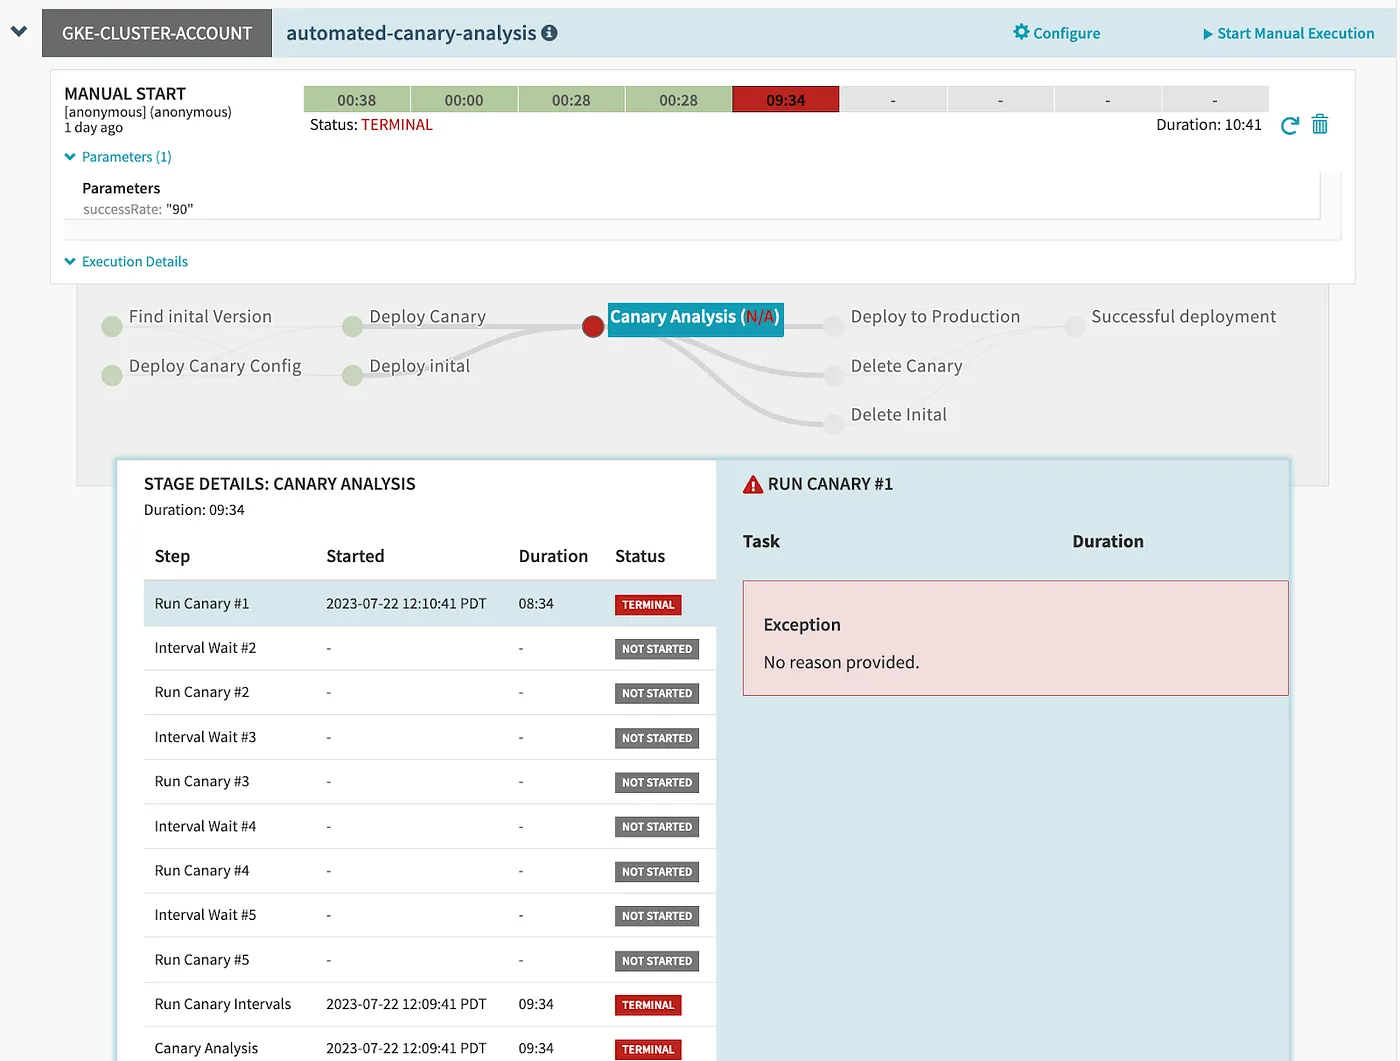 GKE-CLUSTER-ACCOUNT automated-canary-analysis Configure Start Manual Execution
MANUAL START
[anonymous] (anonymous)
1 day ago
00:38 00:00 00:28 00:28 09:34 - - - -
Status: TERMINAL Duration: 10:41
Parameters (1)
Parameters
successRate: "90"
Execution Details
Find inital Version Deploy Canary Canary Analysis (N/A) Deploy to Production Successful deployment
Deploy Canary Config Deploy inital Delete Canary
Delete Inital
STAGE DETAILS: CANARY ANALYSIS
Duration: 09:34
Step Started Duration Status
Run Canary #1 2023-07-22 12:10:41 PDT 08:34 TERMINAL
Interval Wait #2 - - NOT STARTED
Run Canary #2 - - NOT STARTED
Interval Wait #3 - - NOT STARTED
Run Canary #3 - - NOT STARTED
Interval Wait #4 - - NOT STARTED
Run Canary #4 - - NOT STARTED
Interval Wait #5 - - NOT STARTED
Run Canary #5 - - NOT STARTED
Run Canary Intervals 2023-07-22 12:09:41 PDT 09:34 TERMINAL
Canary Analysis 2023-07-22 12:09:41 PDT 09:34 TERMINAL
RUN CANARY #1
Task Duration
Exception
No reason provided.